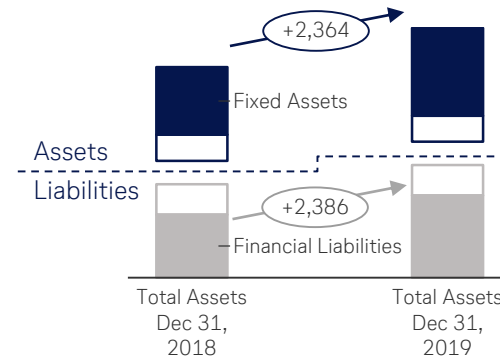 +2,364
Fixed Assets
Assets
Liabilities
+2,386
Financial Liabilities
Total Assets
Dec 31,
2018
Total Assets
Dec 31,
2019